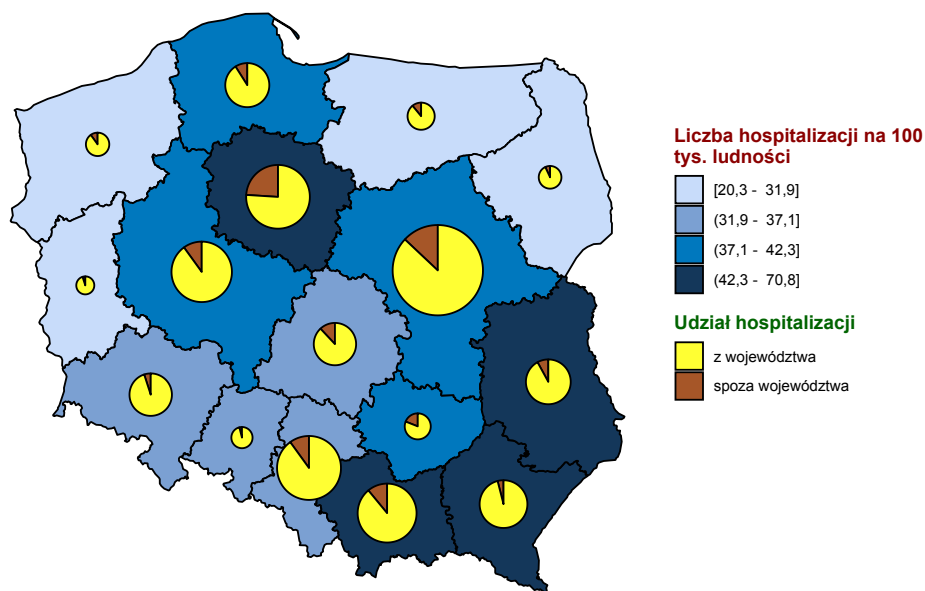 Liczba hospitalizacji na 100
tys. ludności
[20,3 - 31,9]
(31,9 - 37,1]
(37,1 - 42,3]
(42,3 - 70,8]
Udział hospitalizacji
z województwa
spoza województwa